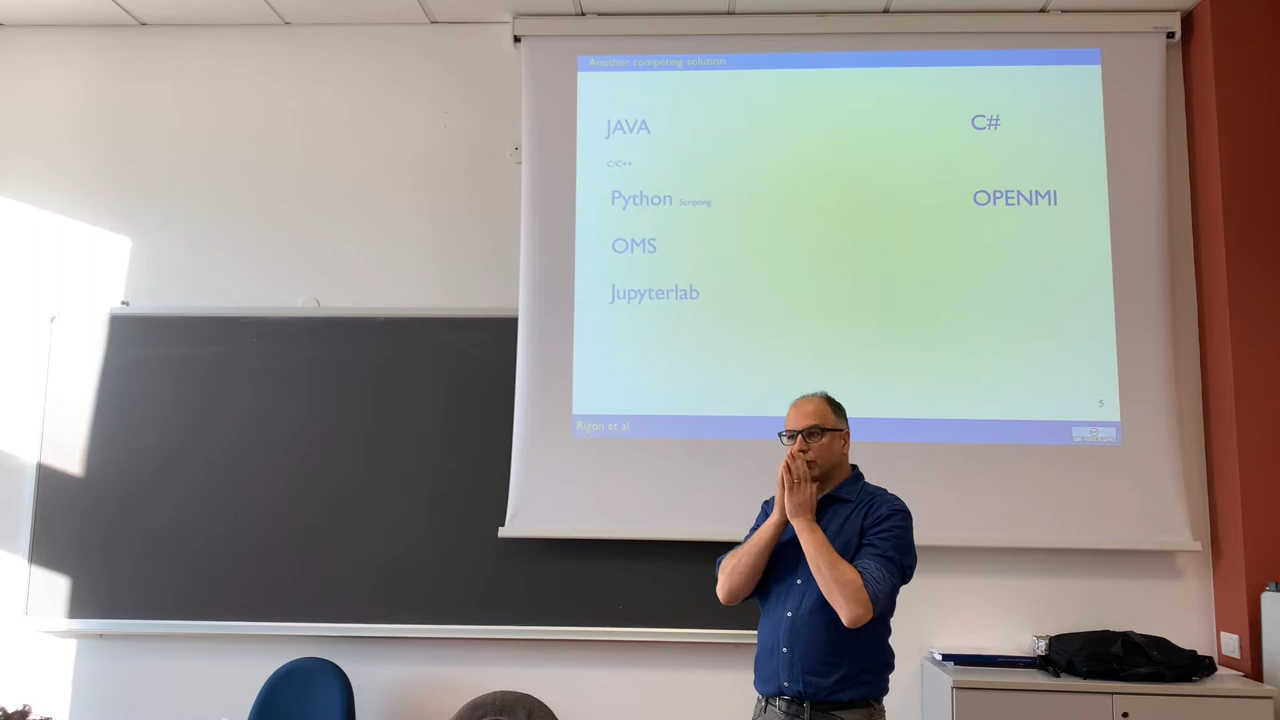 Another competing solution
JAVA
C#
C/C++
Python Scripting
OPENMI
OMS
Jupyterlab
5
Rigon et al